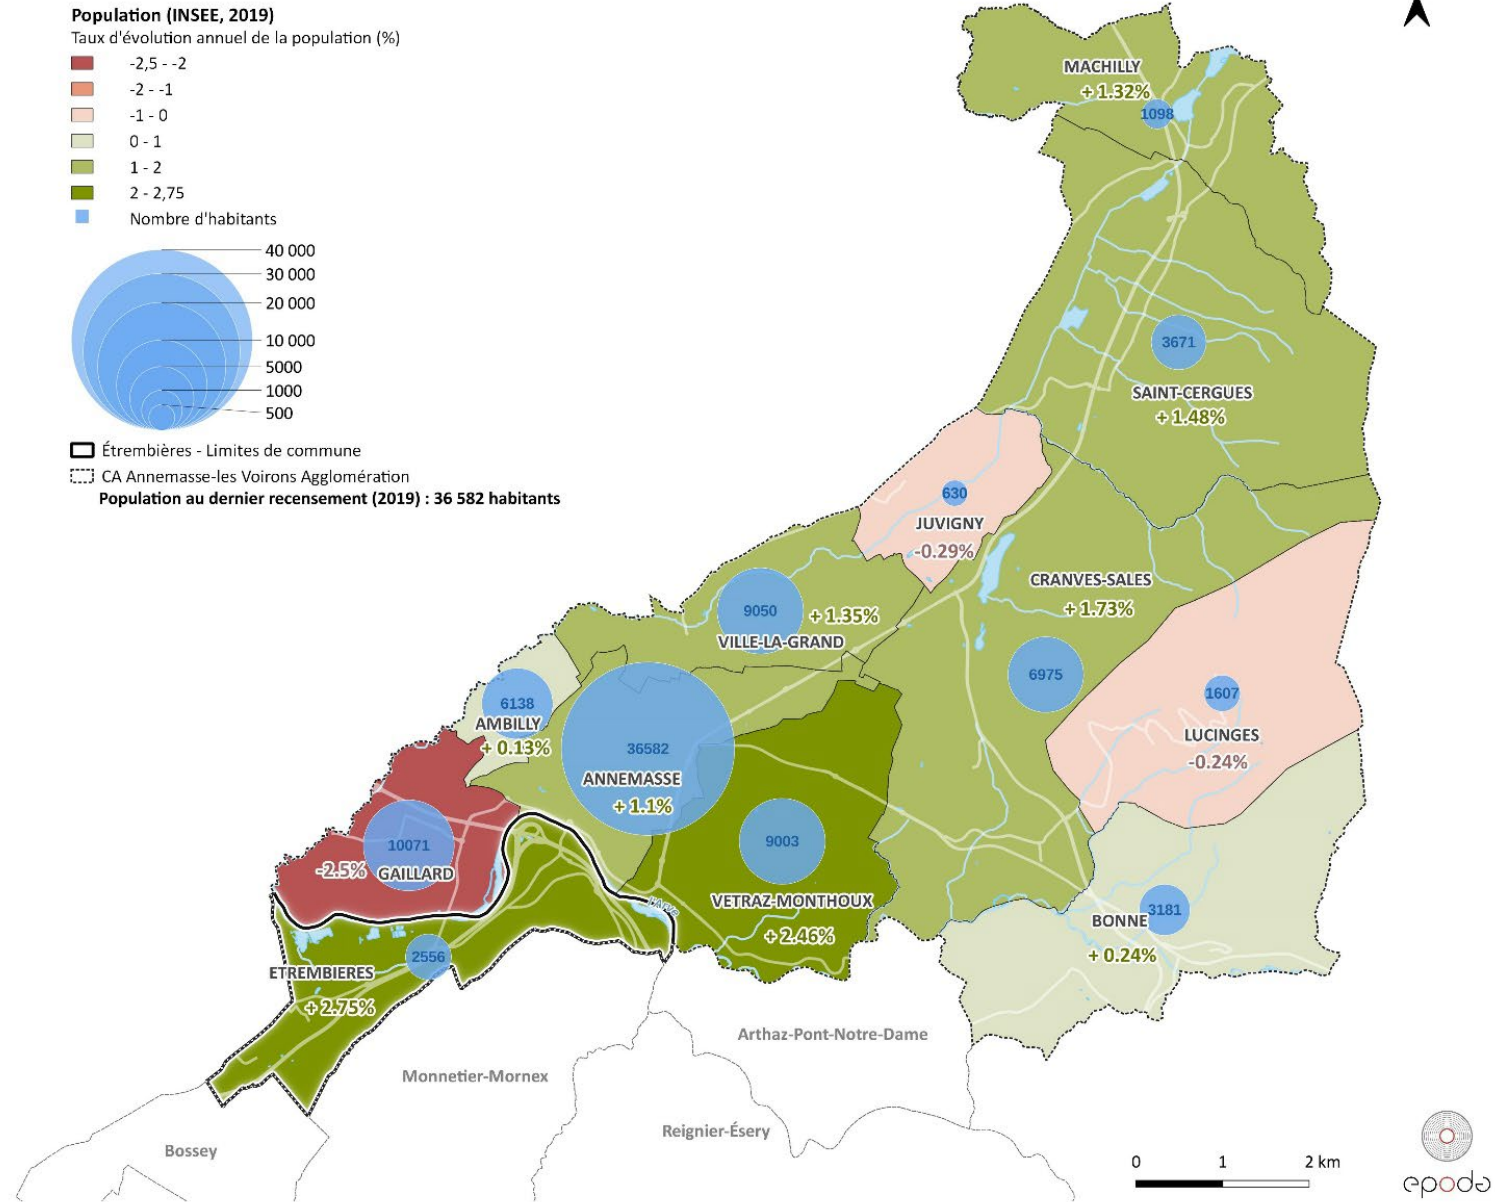 Population (INSEE, 2019)
Taux d'évolution annuel de la population (%)
-2,5 - -2
-2 - -1
-1 - 0
0 - 1
1 - 2
2 - 2,75
Nombre d'habitants
40 000
30 000
20 000
10 000
5000
1000
500
Étrembières - Limites de commune
CA Annemasse-les Voirons Agglomération
Population au dernier recensement (2019) : 36 582 habitants
MACHILLY
+ 1.32%
1098
3671
SAINT-CERGUES
+ 1.48%
630
JUVIGNY
-0.29%
CRANVES-SALES
+ 1.73%
6975
9050
+ 1.35%
VILLE-LA-GRAND
1607
LUCINGES
-0.24%
6138
AMBILLY
+ 0.13%
36582
ANNEMASSE
+ 1.1%
10071
-2.5%
GAILLARD
9003
VETRAZ-MONTHOUX
+ 2.46%
l'Arve
3181
BONNE
+ 0.24%
2556
ETREMBIERES
+ 2.75%
Arthaz-Pont-Notre-Dame
Monnetier-Mornex
Reignier-Ésery
Bossey
0 1 2 km
epode